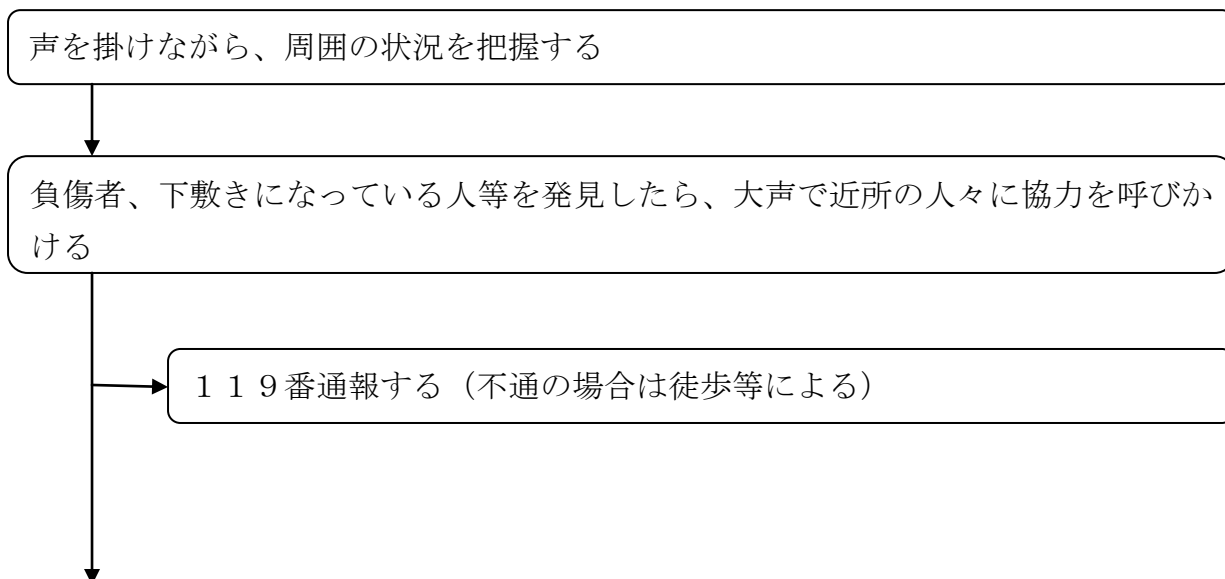 声を掛けながら、周囲の状況を把握する
負傷者、下敷きになっている人等を発見したら、大声で近所の人々に協力を呼びか
ける
１１９番通報する（不通の場合は徒歩等による）